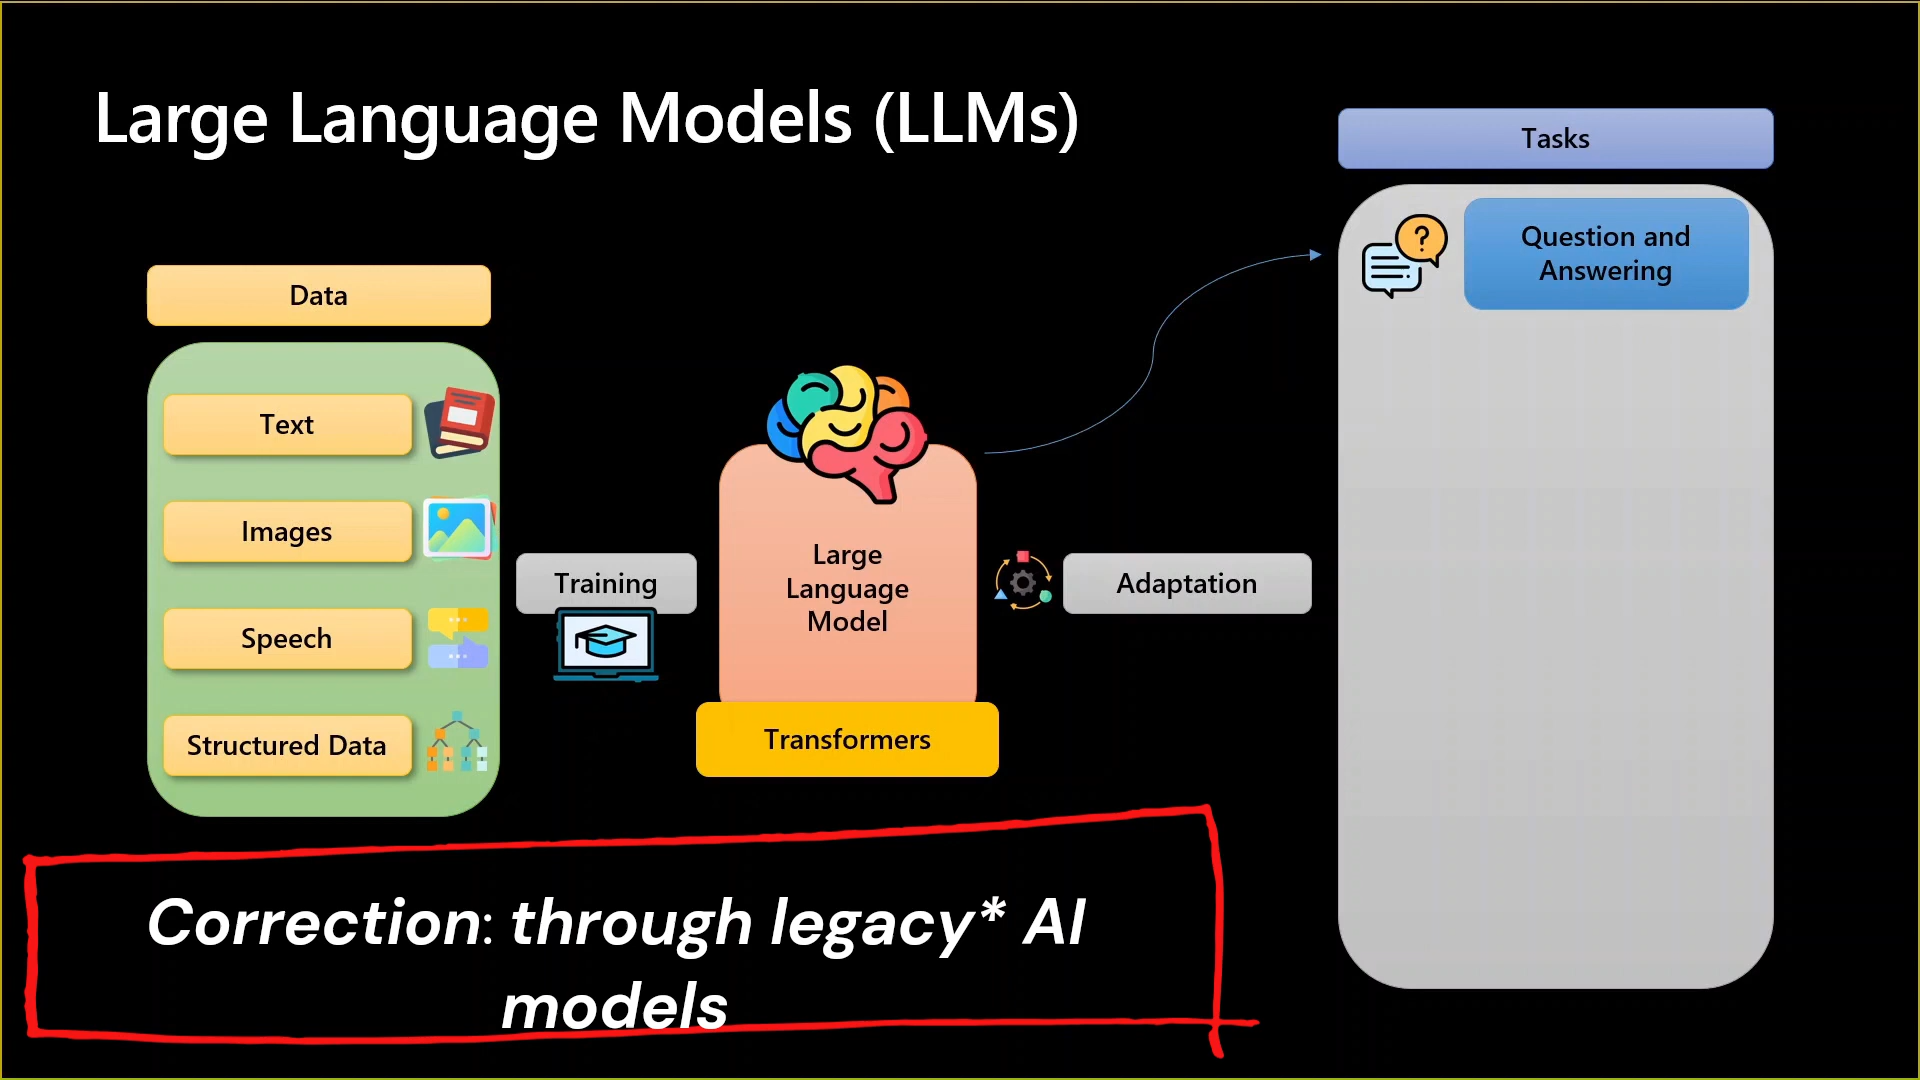 Large Language Models (LLMs)
Tasks
?
Question and
Answering
Data
Text
Images
Speech
Structured Data
Training
Large
Language
Model
Transformers
Adaptation
Correction: through legacy* AI
models